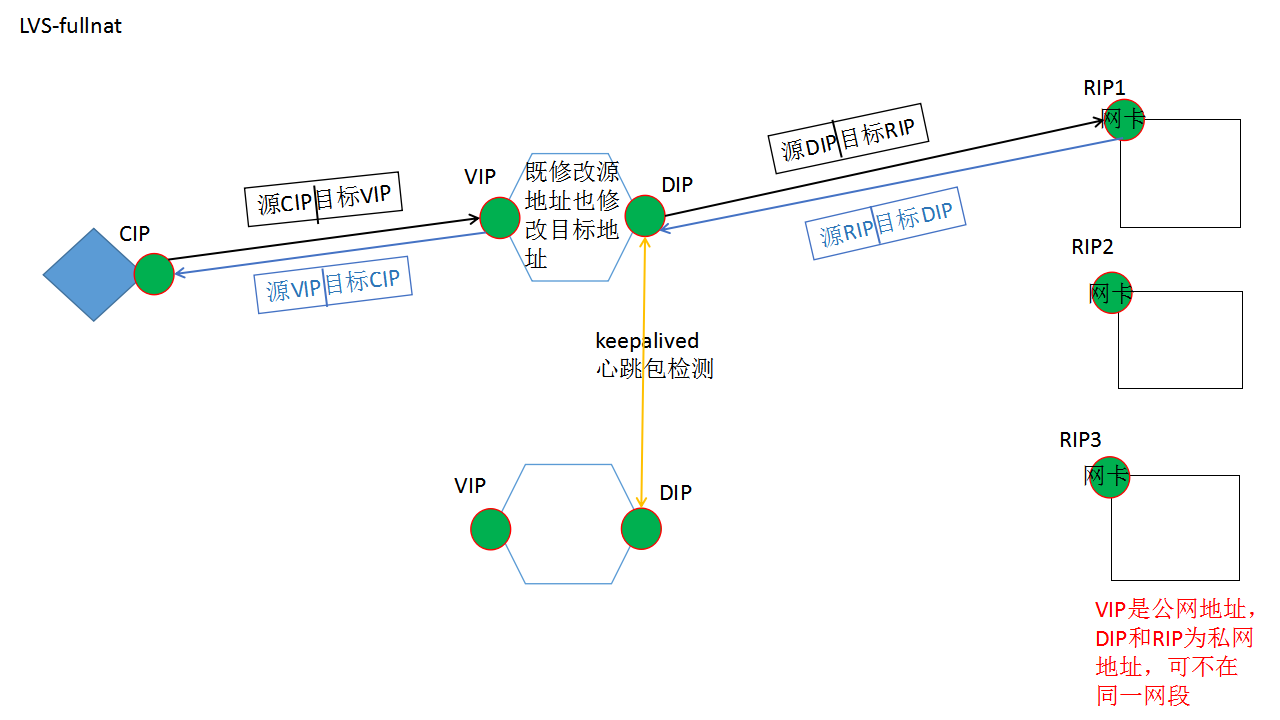 LVS-fullnat
RIP1
网卡
源DIP 目标RIP
VIP
既修改源
地址也修
改目标地
址
DIP
源CIP 目标VIP
源RIP 目标DIP
CIP
RIP2
源VIP 目标CIP
网卡
keepalived
心跳包检测
RIP3
网卡
VIP
DIP
VIP是公网地址，
DIP和RIP为私网
地址，可不在
同一网段